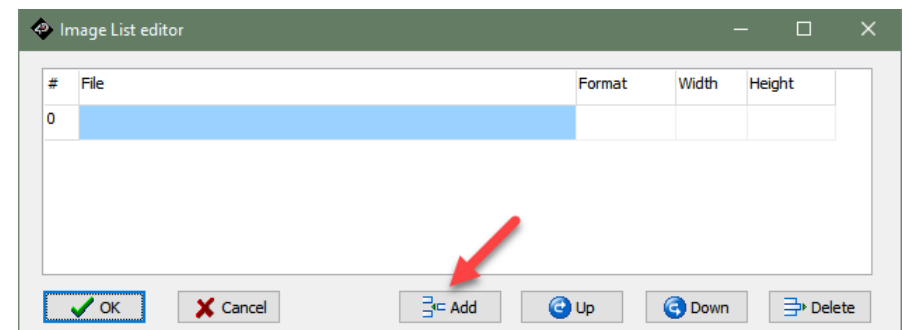 Image List editor
# File Format Width Height
0
OK Cancel Add Up Down Delete